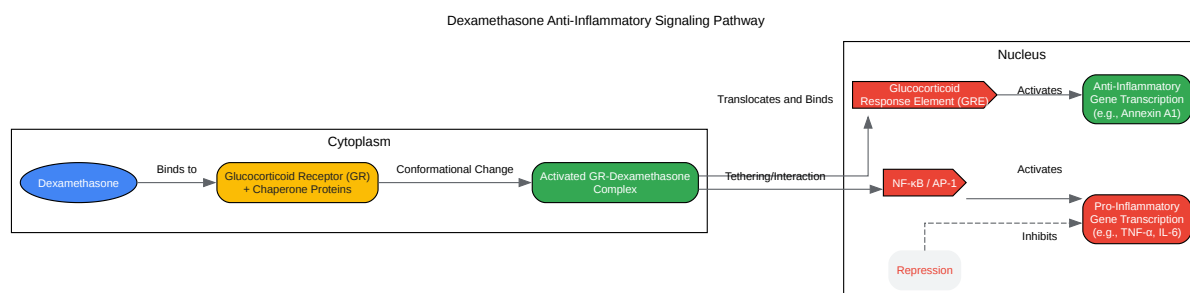 Dexamethasone Anti-Inflammatory Signaling Pathway
Nucleus
Glucocorticoid
Response Element (GRE)
Activates
Anti-Inflammatory
Gene Transcription
(e.g., Annexin A1)
Translocates and Binds
Cytoplasm
Dexamethasone
Binds to
Glucocorticoid Receptor (GR)
+ Chaperone Proteins
Conformational Change
Activated GR-Dexamethasone
Complex
Tethering/Interaction
NF-κB / AP-1
Activates
Pro-Inflammatory
Gene Transcription
(e.g., TNF-α, IL-6)
Inhibits
Repression